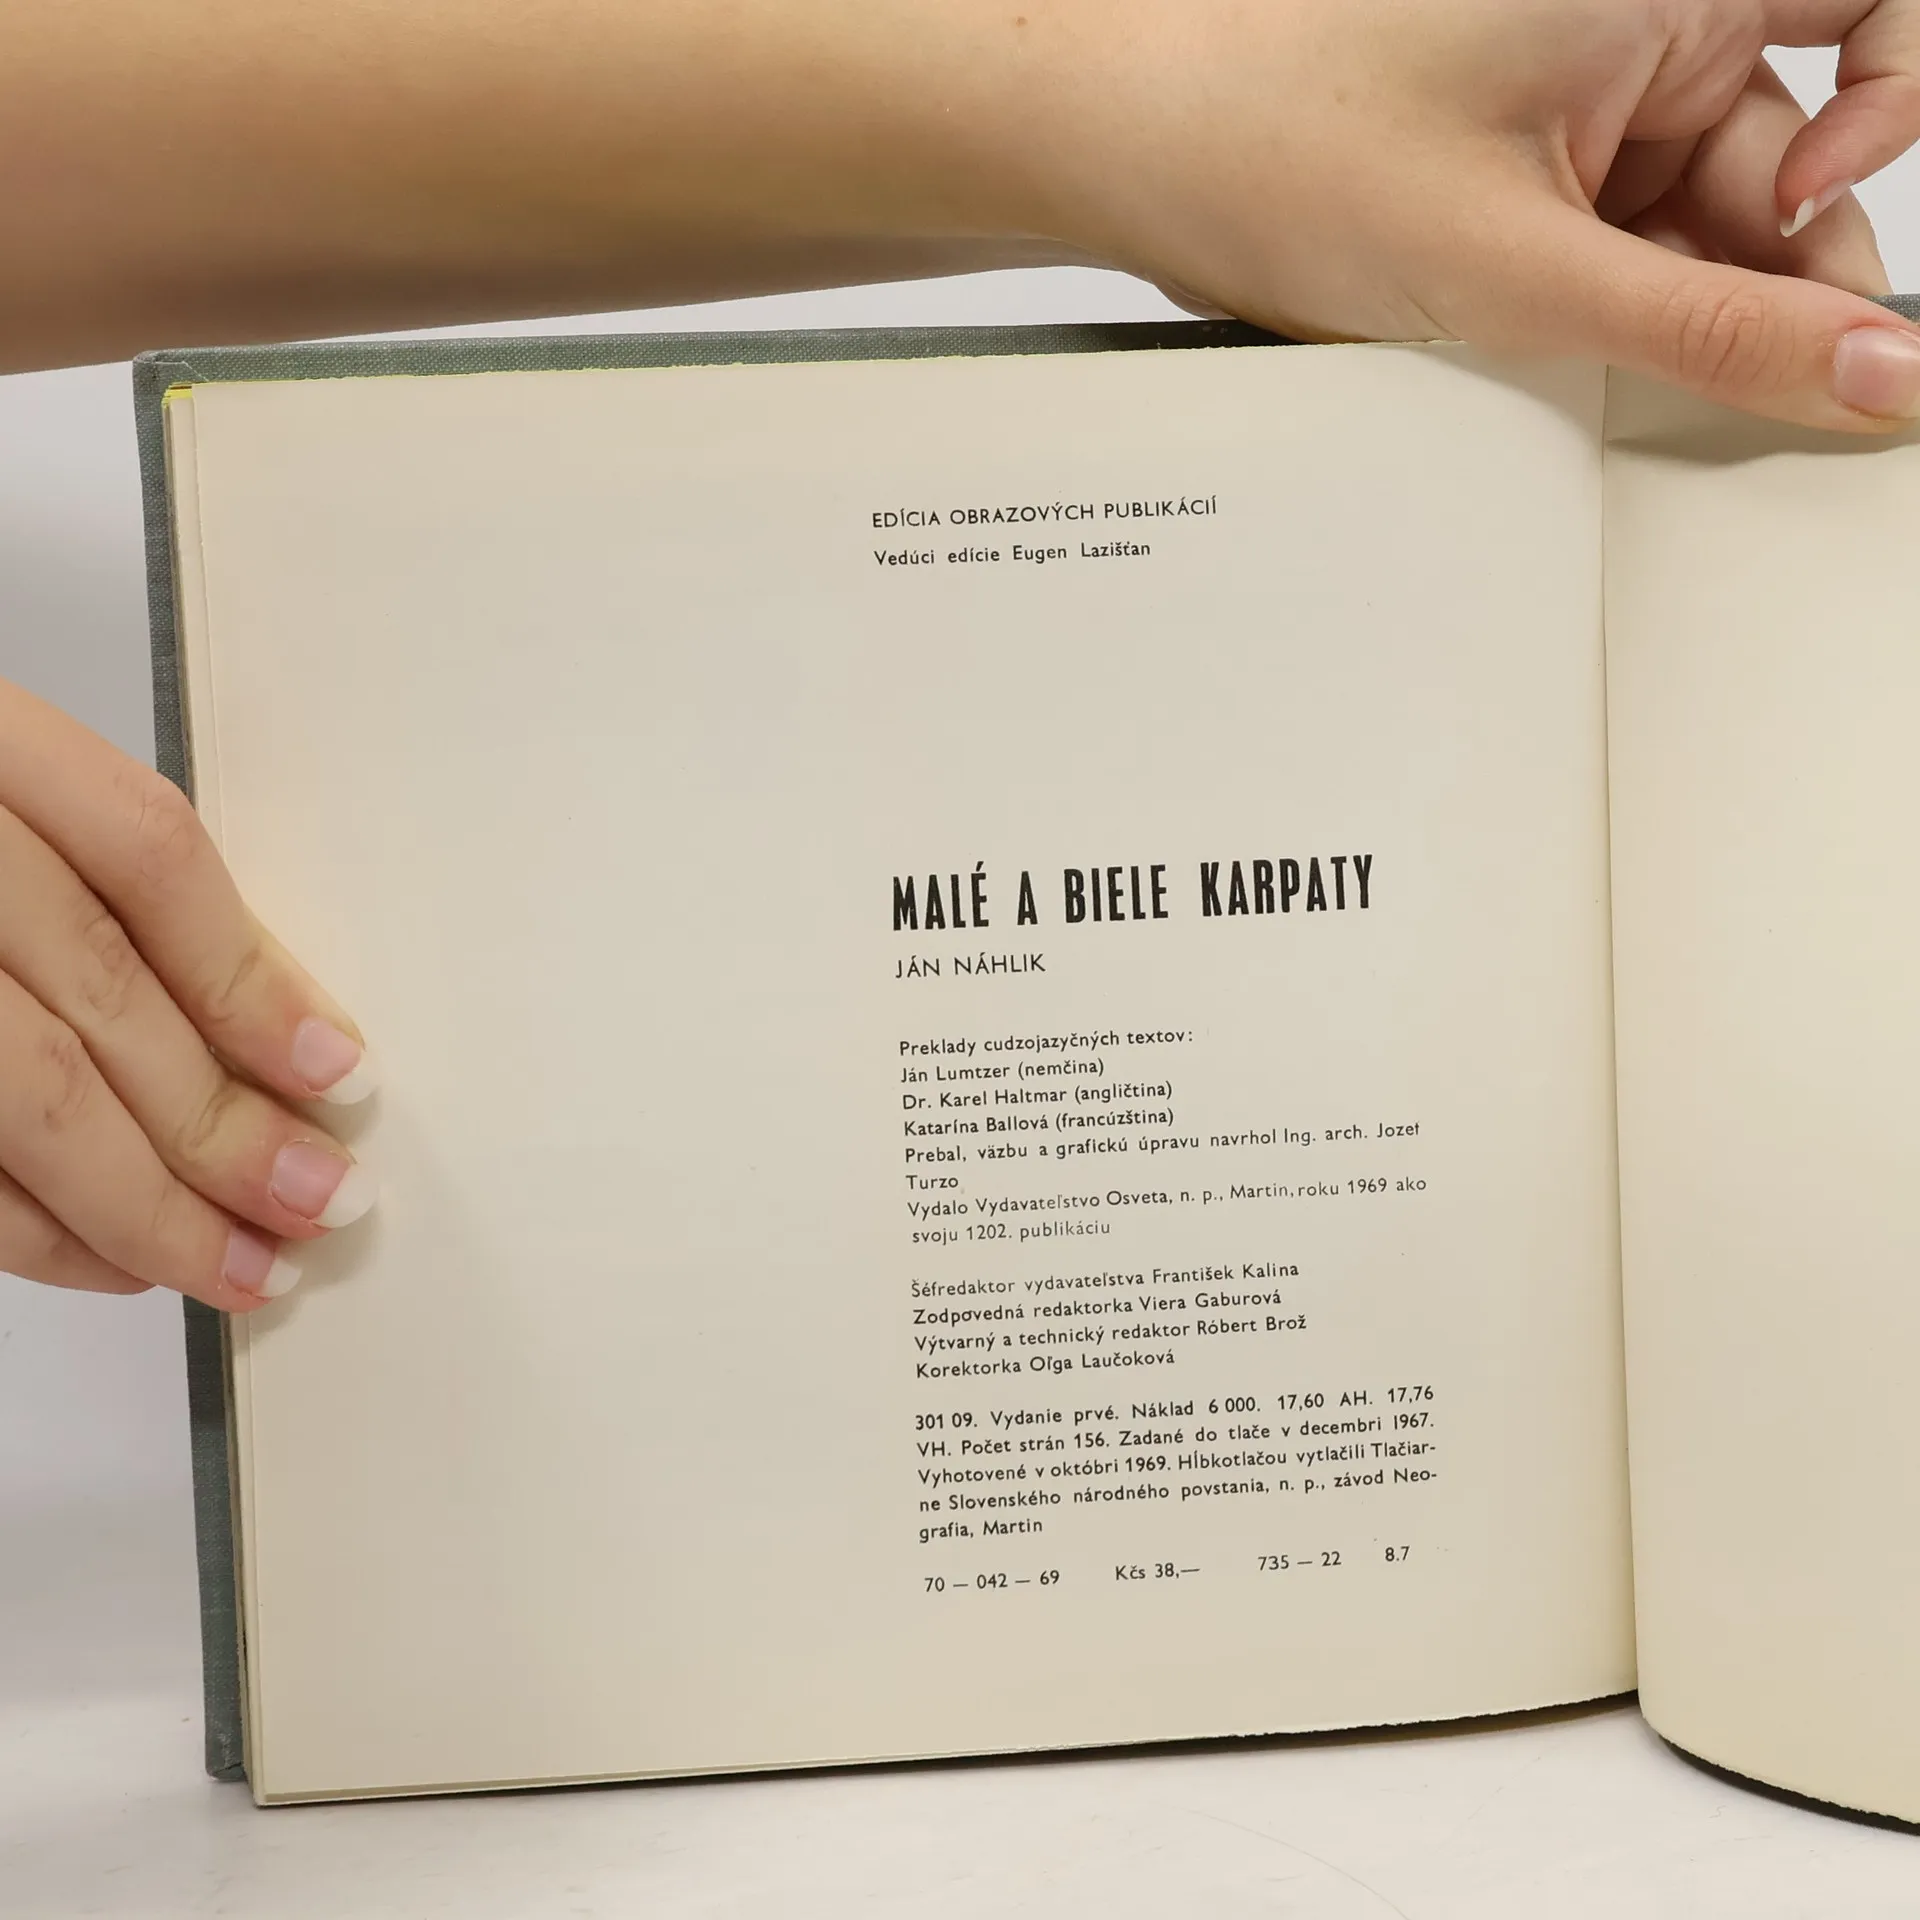 EDÍCIA OBRAZOVÝCH PUBLIKÁCIÍ
Vedúci edície Eugen Lazišťan
MALÉ A BIELE KARPATY
JÁN NÁHLIK
Preklady cudzojazyčných textov:
Ján Lumtzer (nemčina)
Dr. Karel Haltmar (angličtina)
Katarína Ballová (francúzština)
Prebal, väzbu a grafickú úpravu navrhol Ing. arch. Jozef
Turzo
Vydalo Vydavateľstvo Osveta, n. p., Martin, roku 1969 ako
svoju 1202. publikáciu
Šéfredaktor vydavateľstva František Kalina
Zodpovedná redaktorka Viera Gaburová
Výtvarný a technický redaktor Róbert Brož
Korektorka Oľga Laučoková
301 09. Vydanie prvé. Náklad 6 000. 17,60 AH. 17,76
VH. Počet strán 156. Zadané do tlače v decembri 1967.
Vyhotovené v októbri 1969. Hĺbkotlačou vytlačili Tlačiar-
ne Slovenského národného povstania, n. p., závod Neo-
grafia, Martin
70 — 042 — 69 Kčs 38,— 735 — 22 8.7